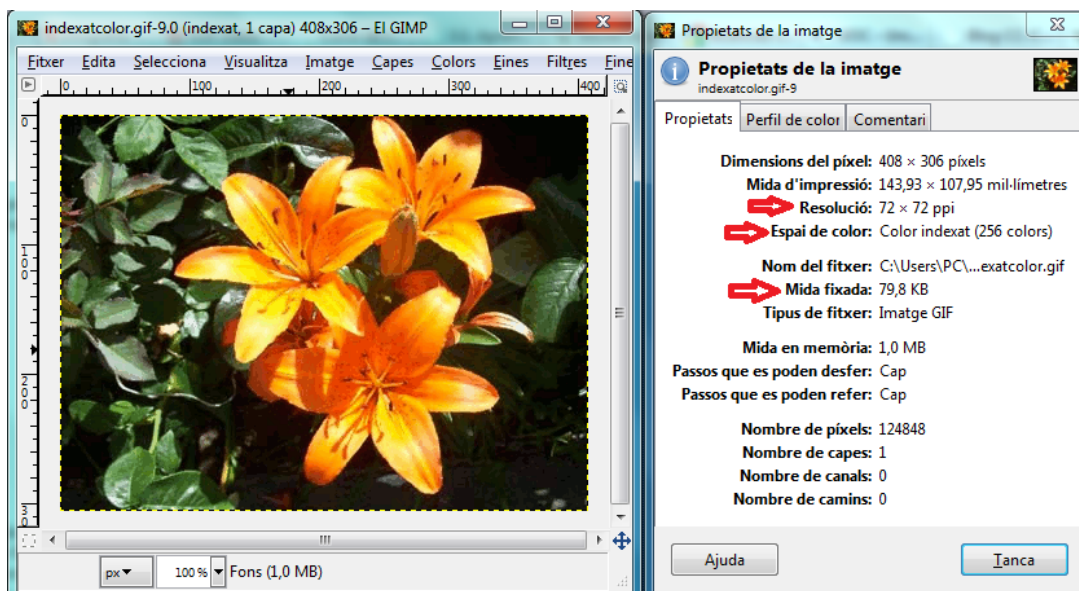 indexatcolor.gif-9.0 (indexat, 1 capa) 408x306 – El GIMP
Fitxer Edita Selecciona Visualitza Imatge Capes Colors Eines Filtres Fine
0 100 200 300 400
0
100
200
30
px 100 % Fons (1,0 MB)
Propietats de la imatge
Propietats de la imatge
indexatcolor.gif-9
Propietats Perfil de color Comentari
Dimensions del píxel: 408 × 306 píxels
Mida d'impressió: 143,93 × 107,95 mil·límetres
Resolució: 72 × 72 ppi
Espai de color: Color indexat (256 colors)
Nom del fitxer: C:\Users\PC\...exatcolor.gif
Mida fixada: 79,8 KB
Tipus de fitxer: Imatge GIF
Mida en memòria: 1,0 MB
Passos que es poden desfer: Cap
Passos que es poden refer: Cap
Nombre de píxels: 124848
Nombre de capes: 1
Nombre de canals: 0
Nombre de camins: 0
Ajuda Tanca